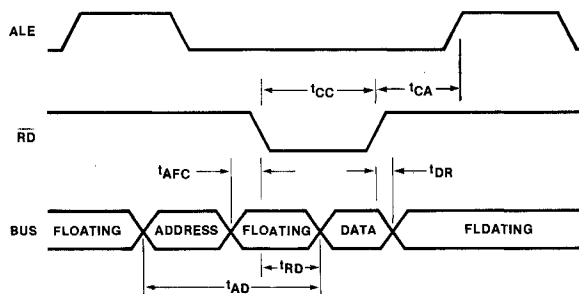 ALE
tCC
tCA
RD
tAFC
tDR
BUS
FLOATING
ADDRESS
FLOATING
DATA
FLDATING
tRD
tAD